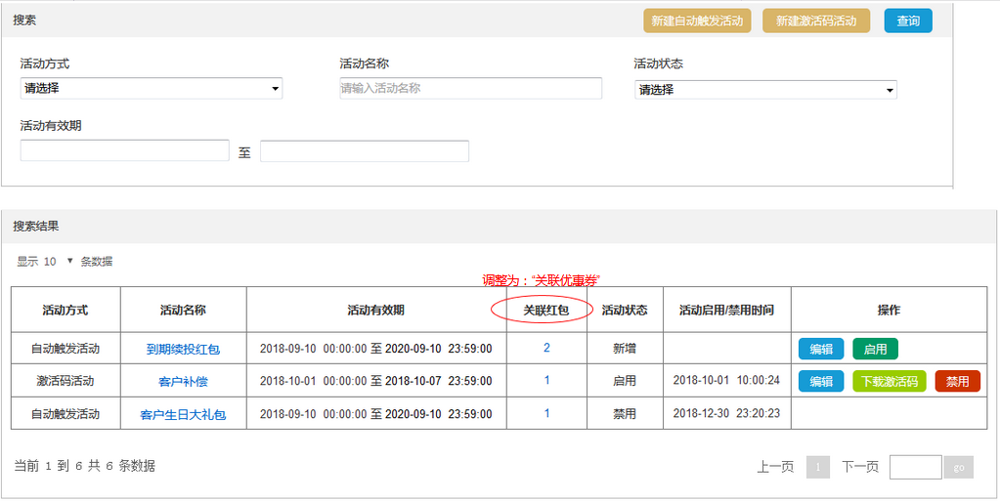 搜索 新建自动触发活动 新建激活码活动 查询
活动方式 活动名称 活动状态
请选择 请输入活动名称 请选择
活动有效期
至
搜索结果
显示 10 ▼ 条数据
调整为："关联优惠券"
活动方式 活动名称 活动有效期 关联红包 活动状态 活动启用/禁用时间 操作
自动触发活动 到期续投红包 2018-09-10 00:00:00 至 2020-09-10 23:59:00 2 新增 编辑 启用
激活码活动 客户补偿 2018-10-01 00:00:00 至 2018-10-07 23:59:00 1 启用 2018-10-01 10:00:24 编辑 下载激活码 禁用
自动触发活动 客户生日大礼包 2018-09-10 00:00:00 至 2020-09-10 23:59:00 1 禁用 2018-12-30 23:20:23
当前 1 到 6 共 6 条数据 上一页 1 下一页 go